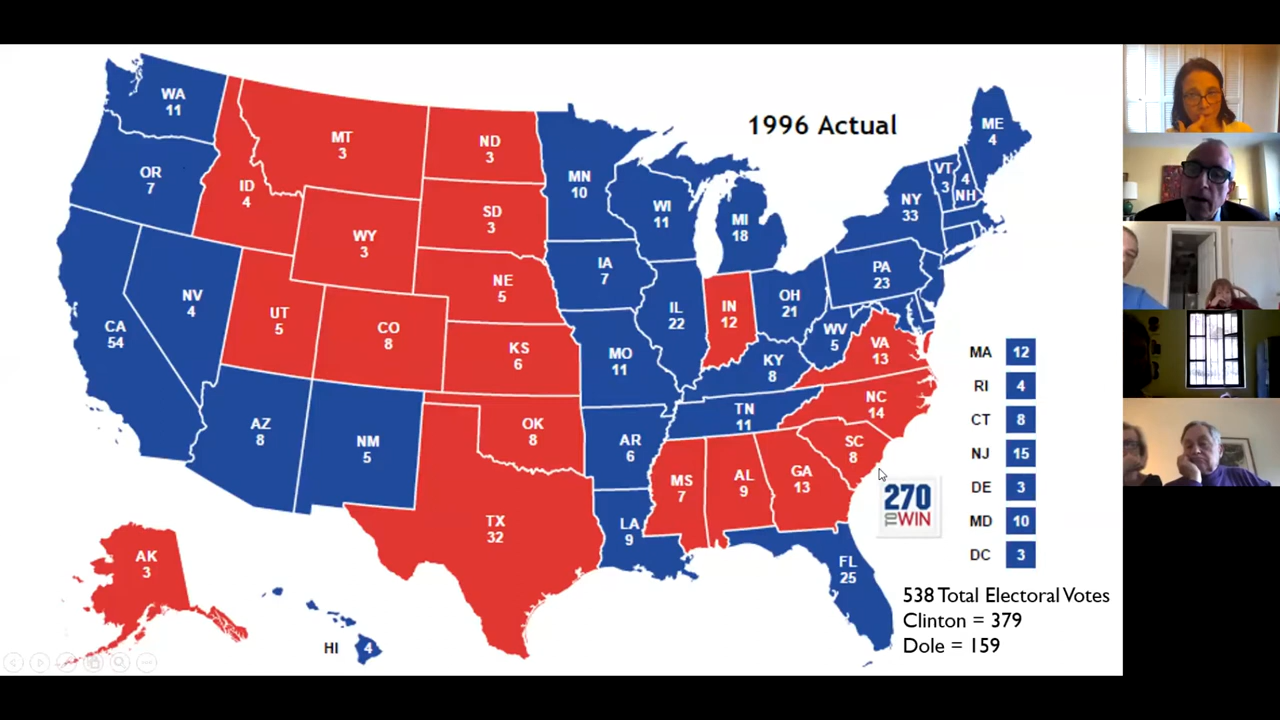 1996 Actual
WA
11
OR
7
CA
54
NV
4
ID
4
MT
3
WY
3
UT
5
CO
8
AZ
8
NM
5
ND
3
SD
3
NE
5
KS
6
OK
8
TX
32
MN
10
IA
7
MO
11
AR
6
LA
9
WI
11
IL
22
MI
18
IN
12
OH
21
KY
8
TN
11
MS
7
AL
9
GA
13
FL
25
SC
8
NC
14
VA
13
WV
5
PA
23
NY
33
VT
3
4
NH
ME
4
AK
3
HI
4
MA 12
RI 4
CT 8
NJ 15
DE 3
MD 10
DC 3
270
TO WIN
538 Total Electoral Votes
Clinton = 379
Dole = 159